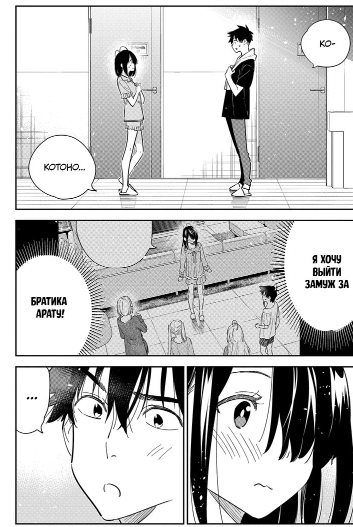 КО-
КОТОНО...
Я ХОЧУ
ВЫЙТИ
ЗАМУЖ ЗА
БРАТИКА
АРАТУ!
...